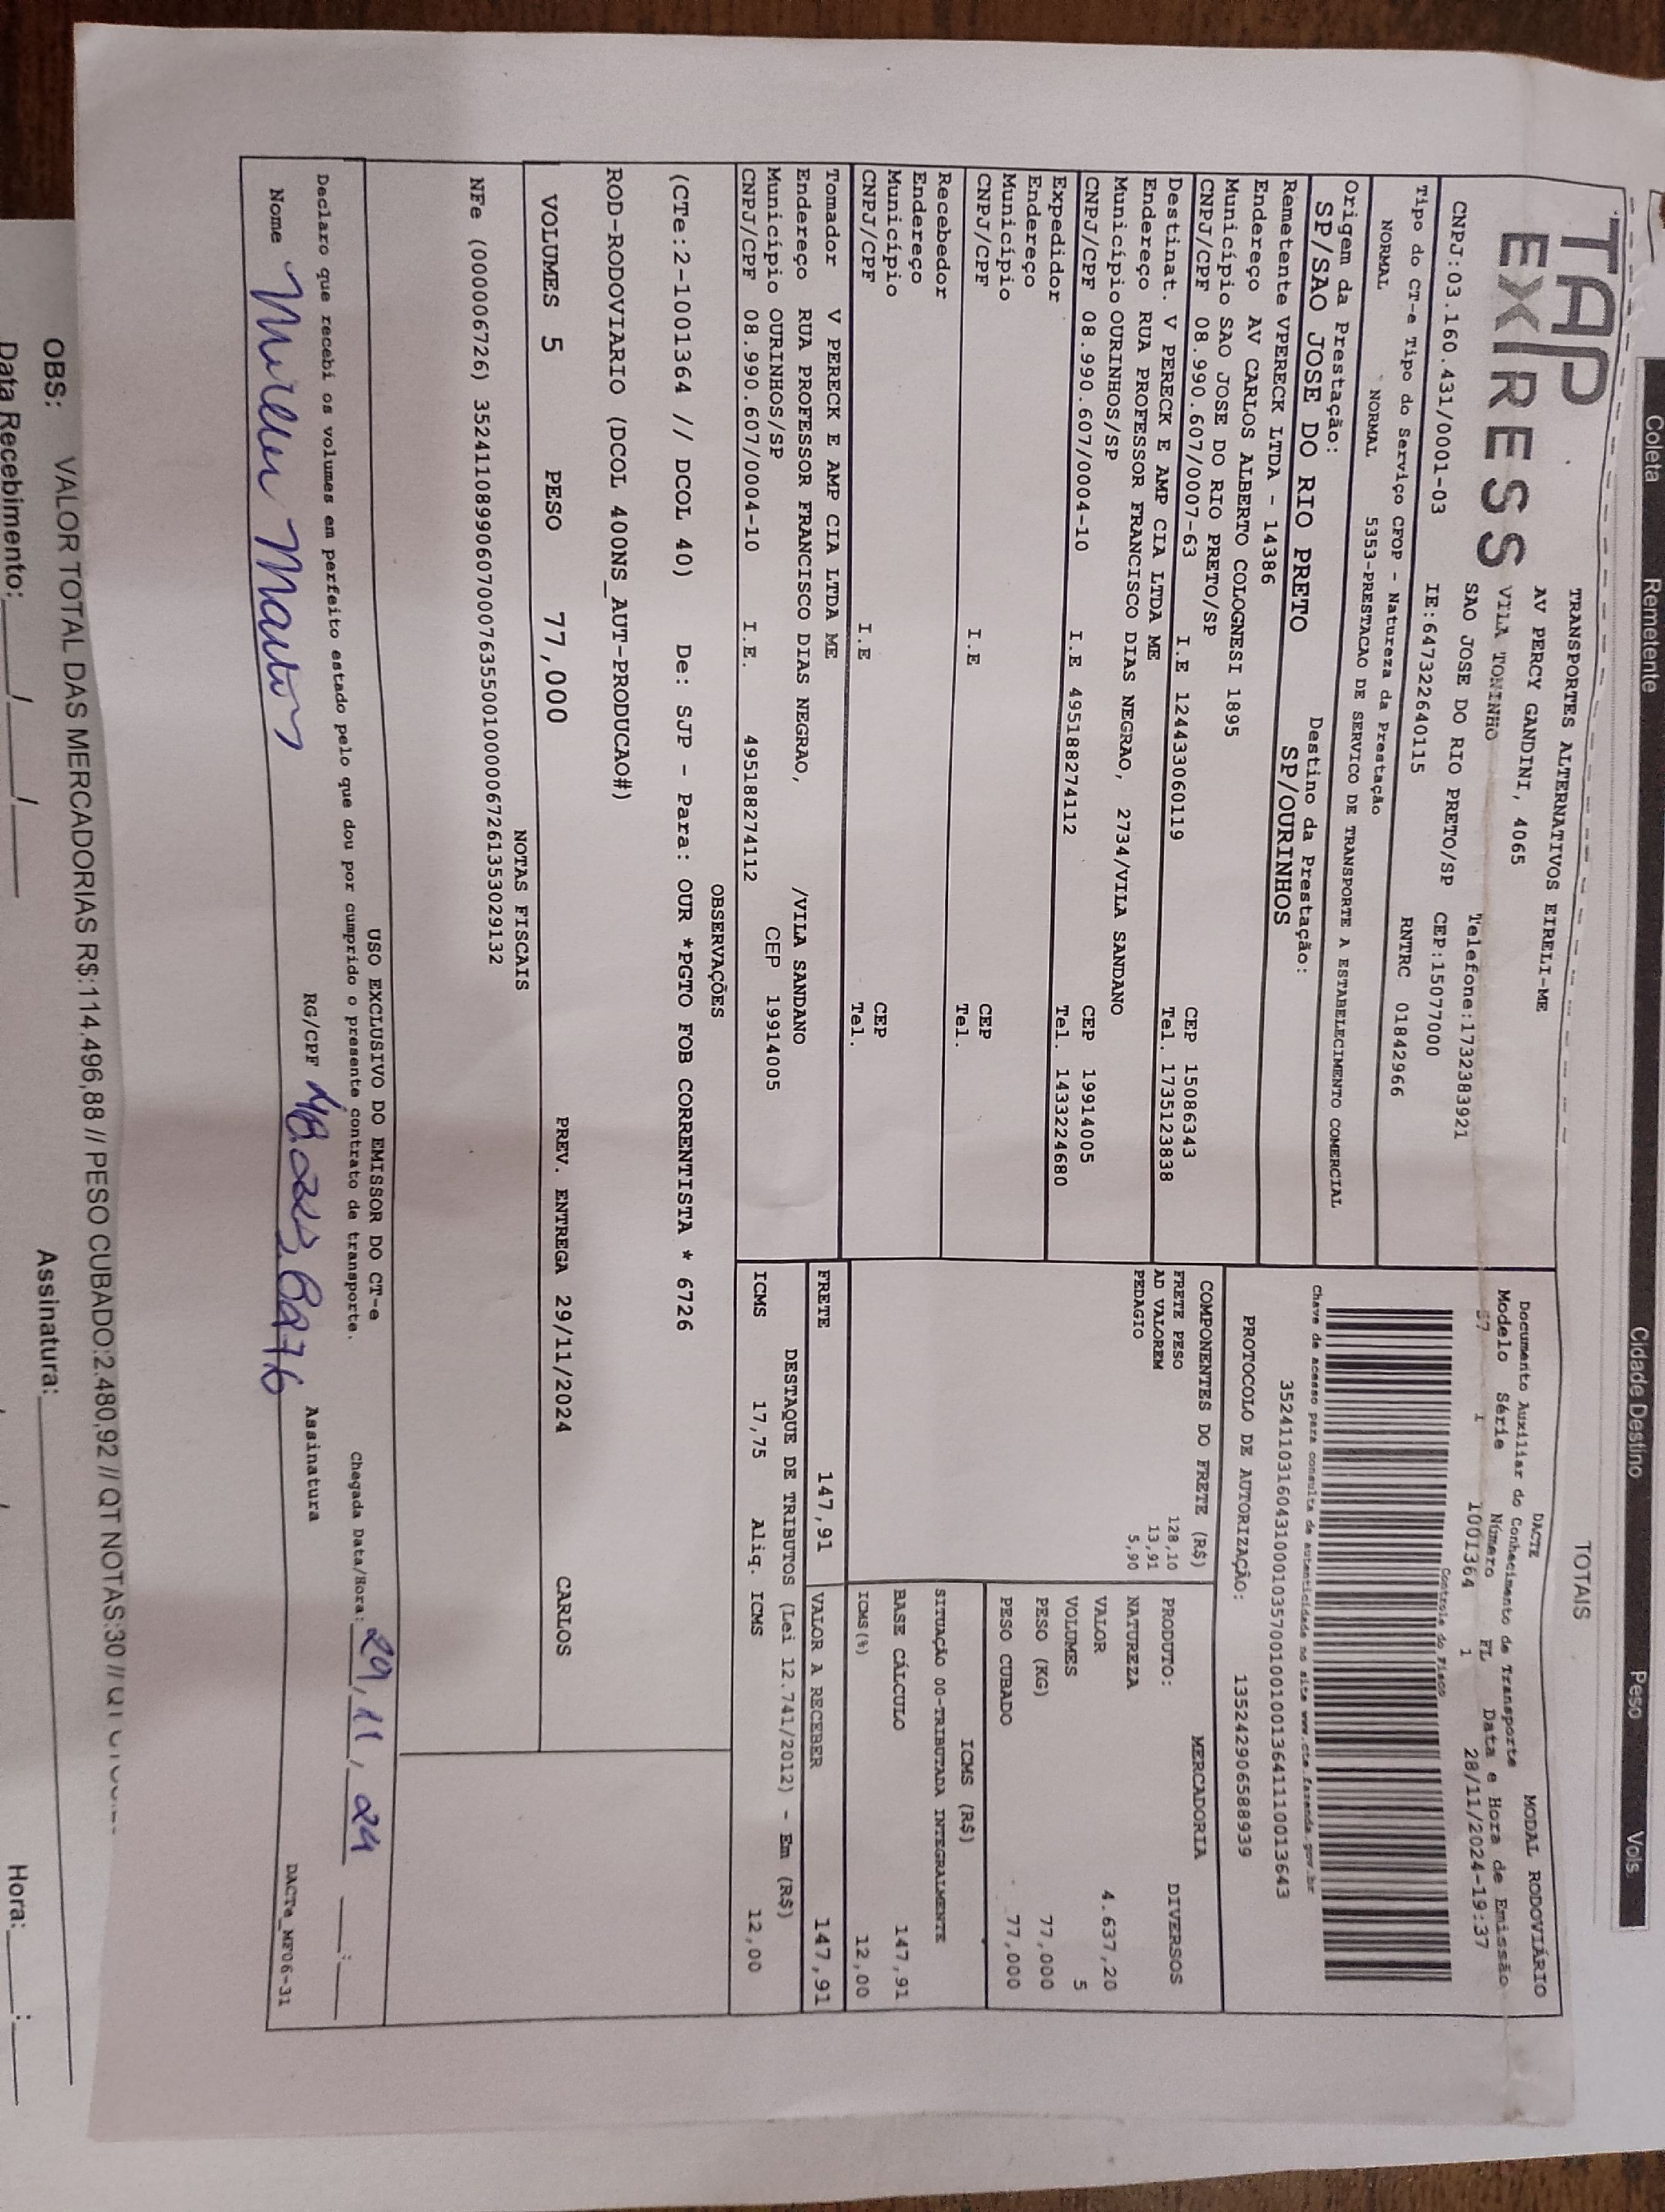 Coleta Remetente Cidade Destino Peso Vols
TOTAIS
TAP
EXPRESS
TRANSPORTES ALTERNATIVOS EIRELI-ME
AV PERCY GANDINI, 4065
VILA TONINHO
SAO JOSE DO RIO PRETO/SP
Telefone:1732383921
CNPJ:03.160.431/0001-03 IE:647322640115 CEP:15077000
RNTRC 01842966
DACTE MODAL RODOVIÁRIO
Documento Auxiliar do Conhecimento de Transporte
Modelo Série Número FL Data e Hora de Emissão
57 1 1001364 1 28/11/2024-19:37
Controle do Fisco
Tipo do CT-e Tipo do Serviço CFOP - Natureza da Prestação
NORMAL NORMAL 5353-PRESTACAO DE SERVICO DE TRANSPORTE A ESTABELECIMENTO COMERCIAL
Chave de acesso para consulta de autenticidade no site www.cte.fazenda.gov.br
Origem da Prestação: Destino da Prestação:
SP/SAO JOSE DO RIO PRETO SP/OURINHOS
PROTOCOLO DE AUTORIZAÇÃO: 135242906588939
Remetente VPERECK LTDA - 14386
Endereço AV CARLOS ALBERTO COLOGNESI 1895
Município SAO JOSE DO RIO PRETO/SP CEP 15086343
CNPJ/CPF 08.990.607/0007-63 I.E 124433060119 Tel. 1735123838
Destinat. V PERECK E AMP CIA LTDA ME
Endereço RUA PROFESSOR FRANCISCO DIAS NEGRAO, 2734/VILA SANDANO
Município OURINHOS/SP CEP 19914005
CNPJ/CPF 08.990.607/0004-10 I.E 495188274112 Tel. 1433224680
Expedidor
Endereço
Município CEP
CNPJ/CPF I.E Tel.
Recebedor
Endereço
Município CEP
CNPJ/CPF I.E Tel.
Tomador V PERECK E AMP CIA LTDA ME
Endereço RUA PROFESSOR FRANCISCO DIAS NEGRAO, /VILA SANDANO
Município OURINHOS/SP CEP 19914005
CNPJ/CPF 08.990.607/0004-10 I.E. 495188274112
COMPONENTES DO FRETE (R$)
FRETE PESO 128,10
AD VALOREM 13,91
PEDAGIO 5,90
MERCADORIA
PRODUTO: DIVERSOS
NATUREZA
VALOR 4.637,20
VOLUMES 5
PESO (KG) 77,000
PESO CUBADO 77,000
ICMS (R$)
SITUAÇÃO 00-TRIBUTADA INTEGRALMENTE
BASE CÁLCULO 147,91
ICMS(%) 12,00
FRETE 147,91 VALOR A RECEBER 147,91
DESTAQUE DE TRIBUTOS (Lei 12.741/2012) - Em (R$)
ICMS 17,75 Aliq. ICMS 12,00
OBSERVAÇÕES
(CTe:2-1001364 // DCOL 40) De: SJP - Para: OUR *PGTO FOB CORRENTISTA * 6726
ROD-RODOVIARIO (DCOL 400NS_AUT-PRODUCAO#)
VOLUMES 5 PESO 77,000 PREV. ENTREGA 29/11/2024 CARLOS
NOTAS FISCAIS
NFe (000006726) 35241108990607000763550010000067261353029132
USO EXCLUSIVO DO EMISSOR DO CT-e
Declaro que recebi os volumes em perfeito estado pelo que dou por cumprido o presente contrato de transporte. Chegada Data/Hora: 29/11/24 __:__
Nome RG/CPF Assinatura
DACTe_MF06-31
OBS: VALOR TOTAL DAS MERCADORIAS R$:114.496,88 // PESO CUBADO:2.480,92 // QT NOTAS:30 //
Data Recebimento:____/____/____ Assinatura: Hora:____:____